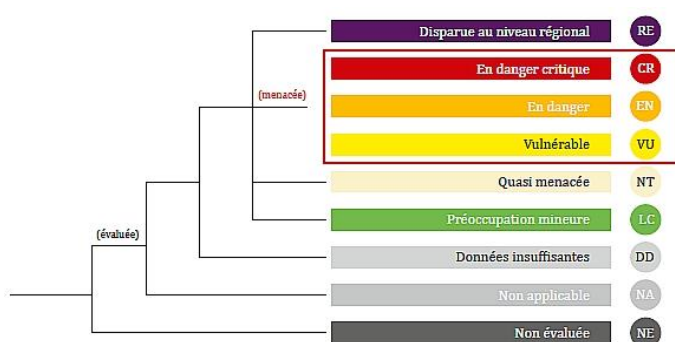 Disparue au niveau régional RE
En danger critique CR
(menacée) En danger EN
Vulnérable VU
Quasi menacée NT
Préoccupation mineure LC
(évaluée)
Données insuffisantes DD
Non applicable NA
Non évaluée NE